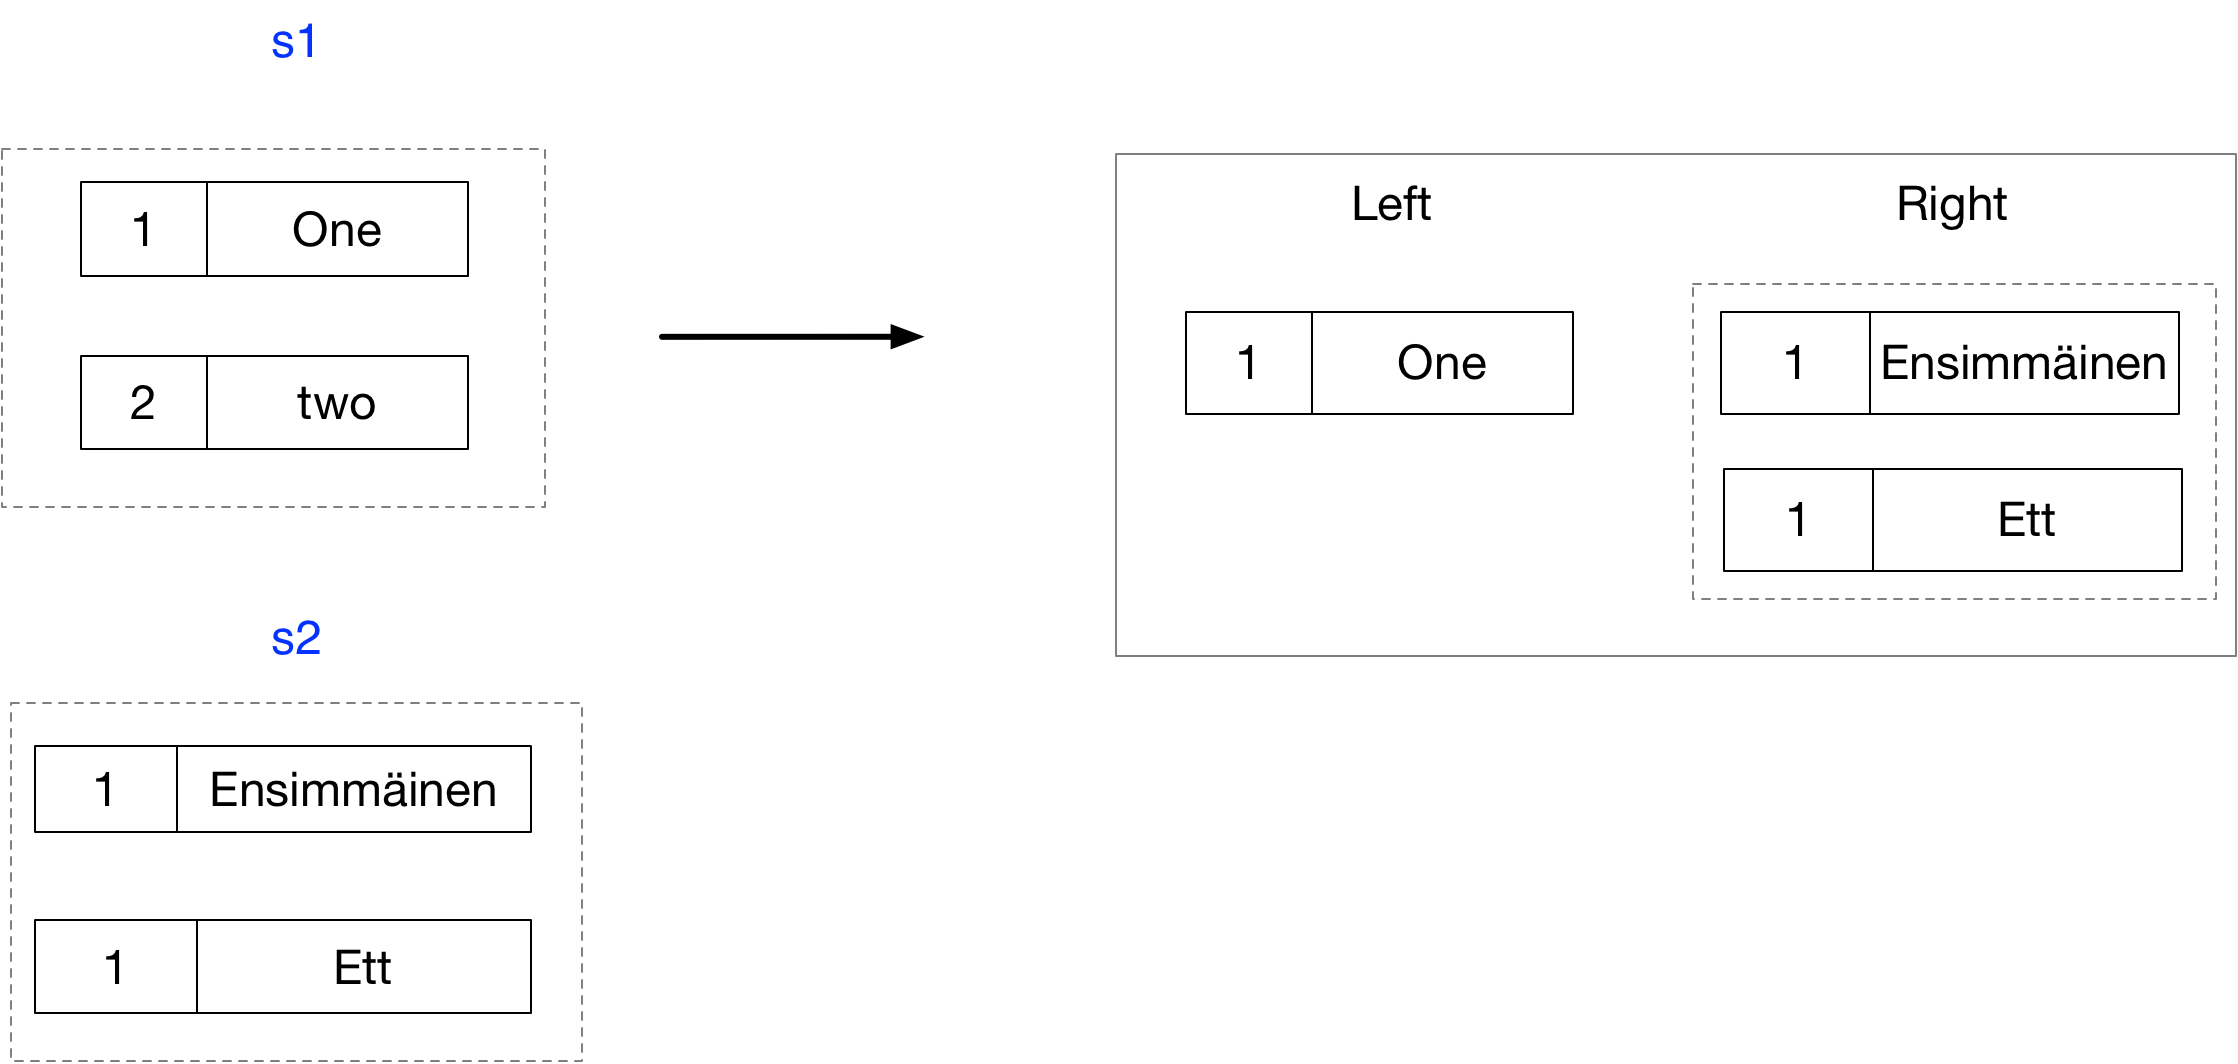 s1
1 One
2 two
s2
1 Ensimmäinen
1 Ett
Left Right
1 One 1 Ensimmäinen
1 Ett